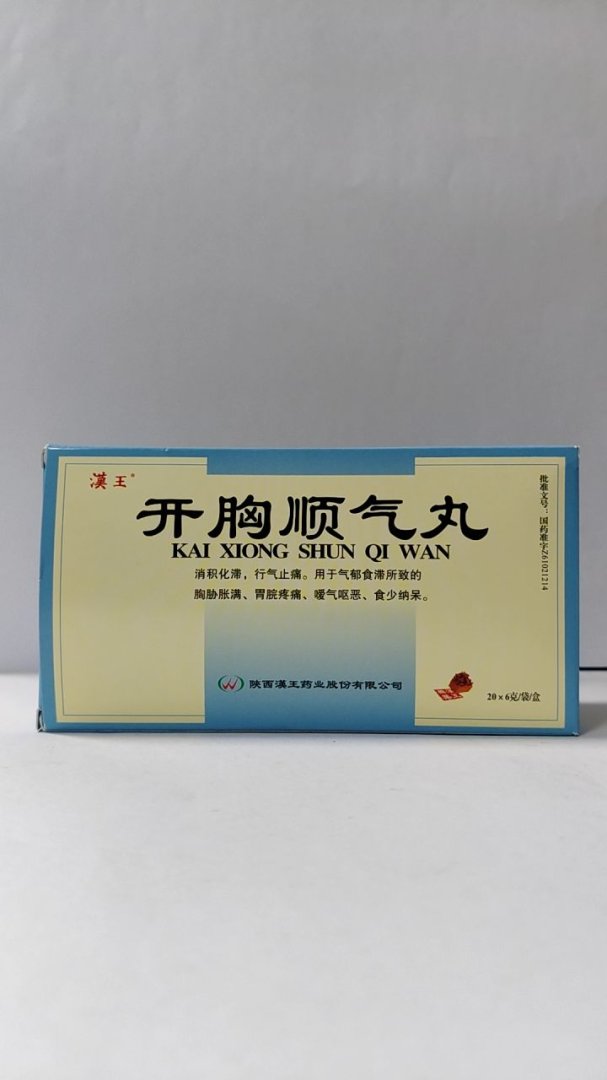 漢王®
开胸顺气丸
KAI XIONG SHUN QI WAN
消积化滞，行气止痛。用于气郁食滞所致的
胸胁胀满、胃脘疼痛、嗳气呕恶、食少纳呆。
陕西漢王药业股份有限公司
20×6克/袋/盒
批准文号：国药准字Z61021214